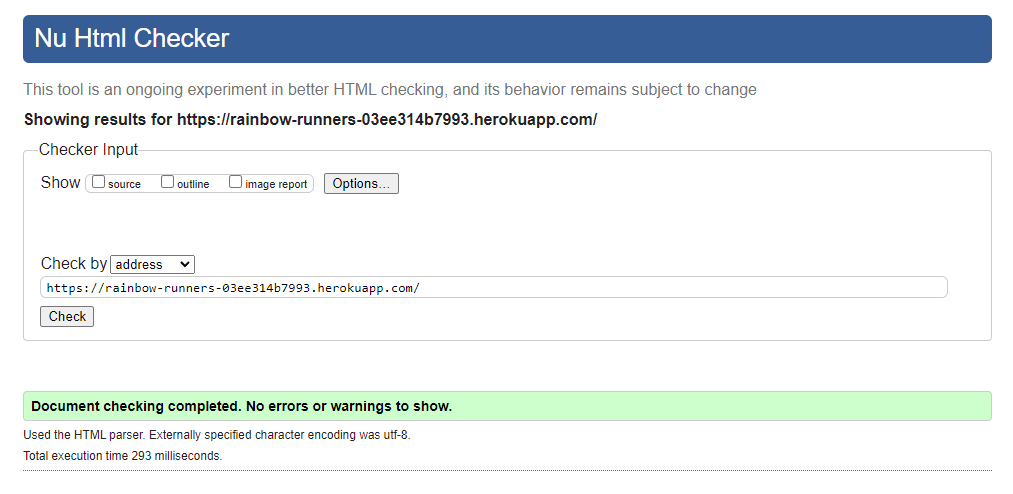 Nu Html Checker
This tool is an ongoing experiment in better HTML checking, and its behavior remains subject to change
Showing results for https://rainbow-runners-03ee314b7993.herokuapp.com/
Checker Input
Show source outline image report Options...
Check by address
https://rainbow-runners-03ee314b7993.herokuapp.com/
Check
Document checking completed. No errors or warnings to show.
Used the HTML parser. Externally specified character encoding was utf-8.
Total execution time 293 milliseconds.